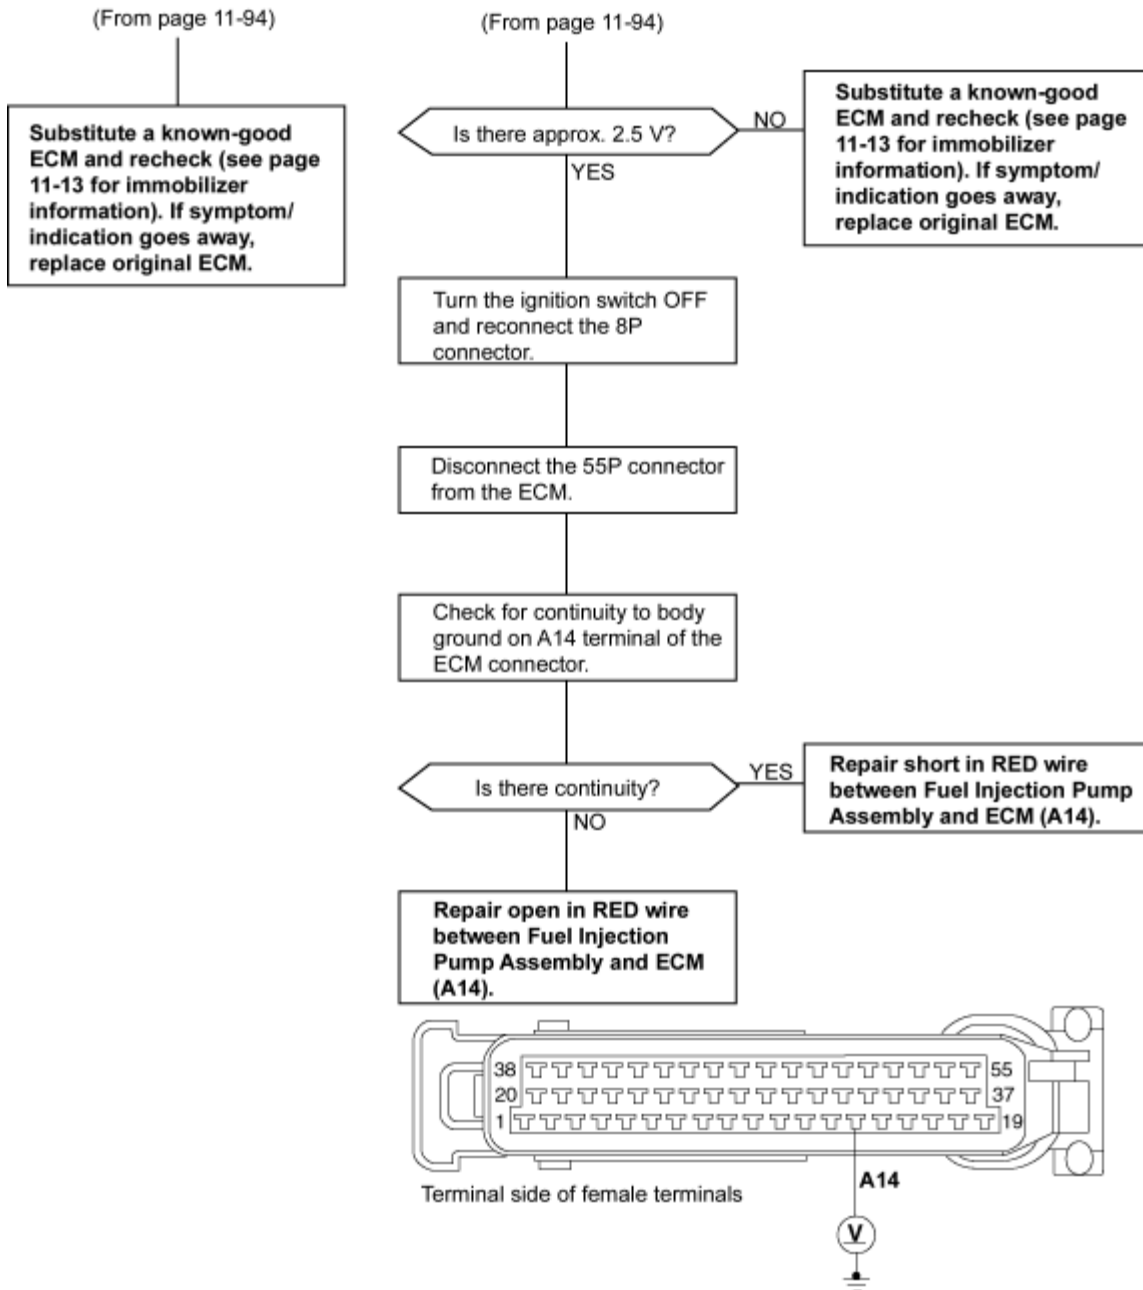 (From page 11-94)
Substitute a known-good
ECM and recheck (see page
11-13 for immobilizer
information). If symptom/
indication goes away,
replace original ECM.
(From page 11-94)
Is there approx. 2.5 V?
NO
Substitute a known-good
ECM and recheck (see page
11-13 for immobilizer
information). If symptom/
indication goes away,
replace original ECM.
YES
Turn the ignition switch OFF
and reconnect the 8P
connector.
Disconnect the 55P connector
from the ECM.
Check for continuity to body
ground on A14 terminal of the
ECM connector.
Is there continuity?
YES
Repair short in RED wire
between Fuel Injection Pump
Assembly and ECM (A14).
NO
Repair open in RED wire
between Fuel Injection
Pump Assembly and ECM
(A14).
38 55
20 37
1 19
A14
Terminal side of female terminals
V